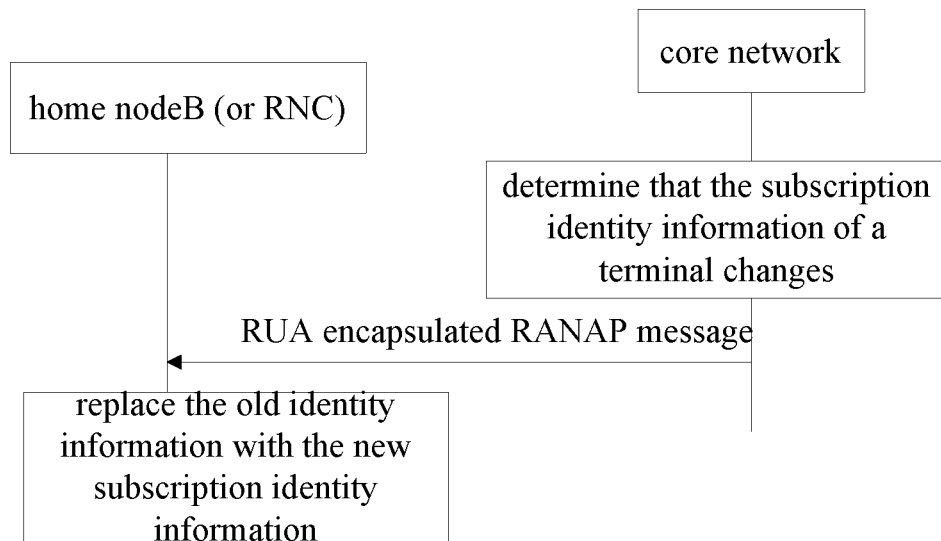 core network
home nodeB (or RNC)
determine that the subscription
identity information of a
terminal changes
RUA encapsulated RANAP message
replace the old identity
information with the new
subscription identity
information